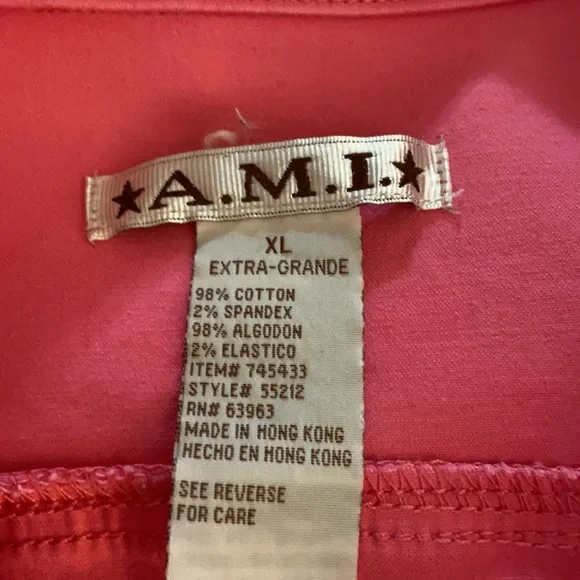 ★A.M.I.★
XL
EXTRA-GRANDE
98% COTTON
2% SPANDEX
98% ALGODON
2% ELASTICO
ITEM# 745433
STYLE# 55212
RN# 63963
MADE IN HONG KONG
HECHO EN HONG KONG
SEE REVERSE
FOR CARE